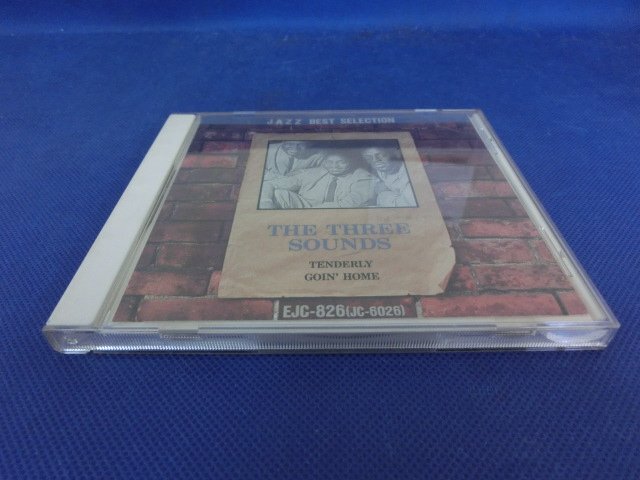 JAZZ BEST SELECTION
THE THREE
SOUNDS
TENDERLY
GOIN' HOME
EJC-826(JC-6026)